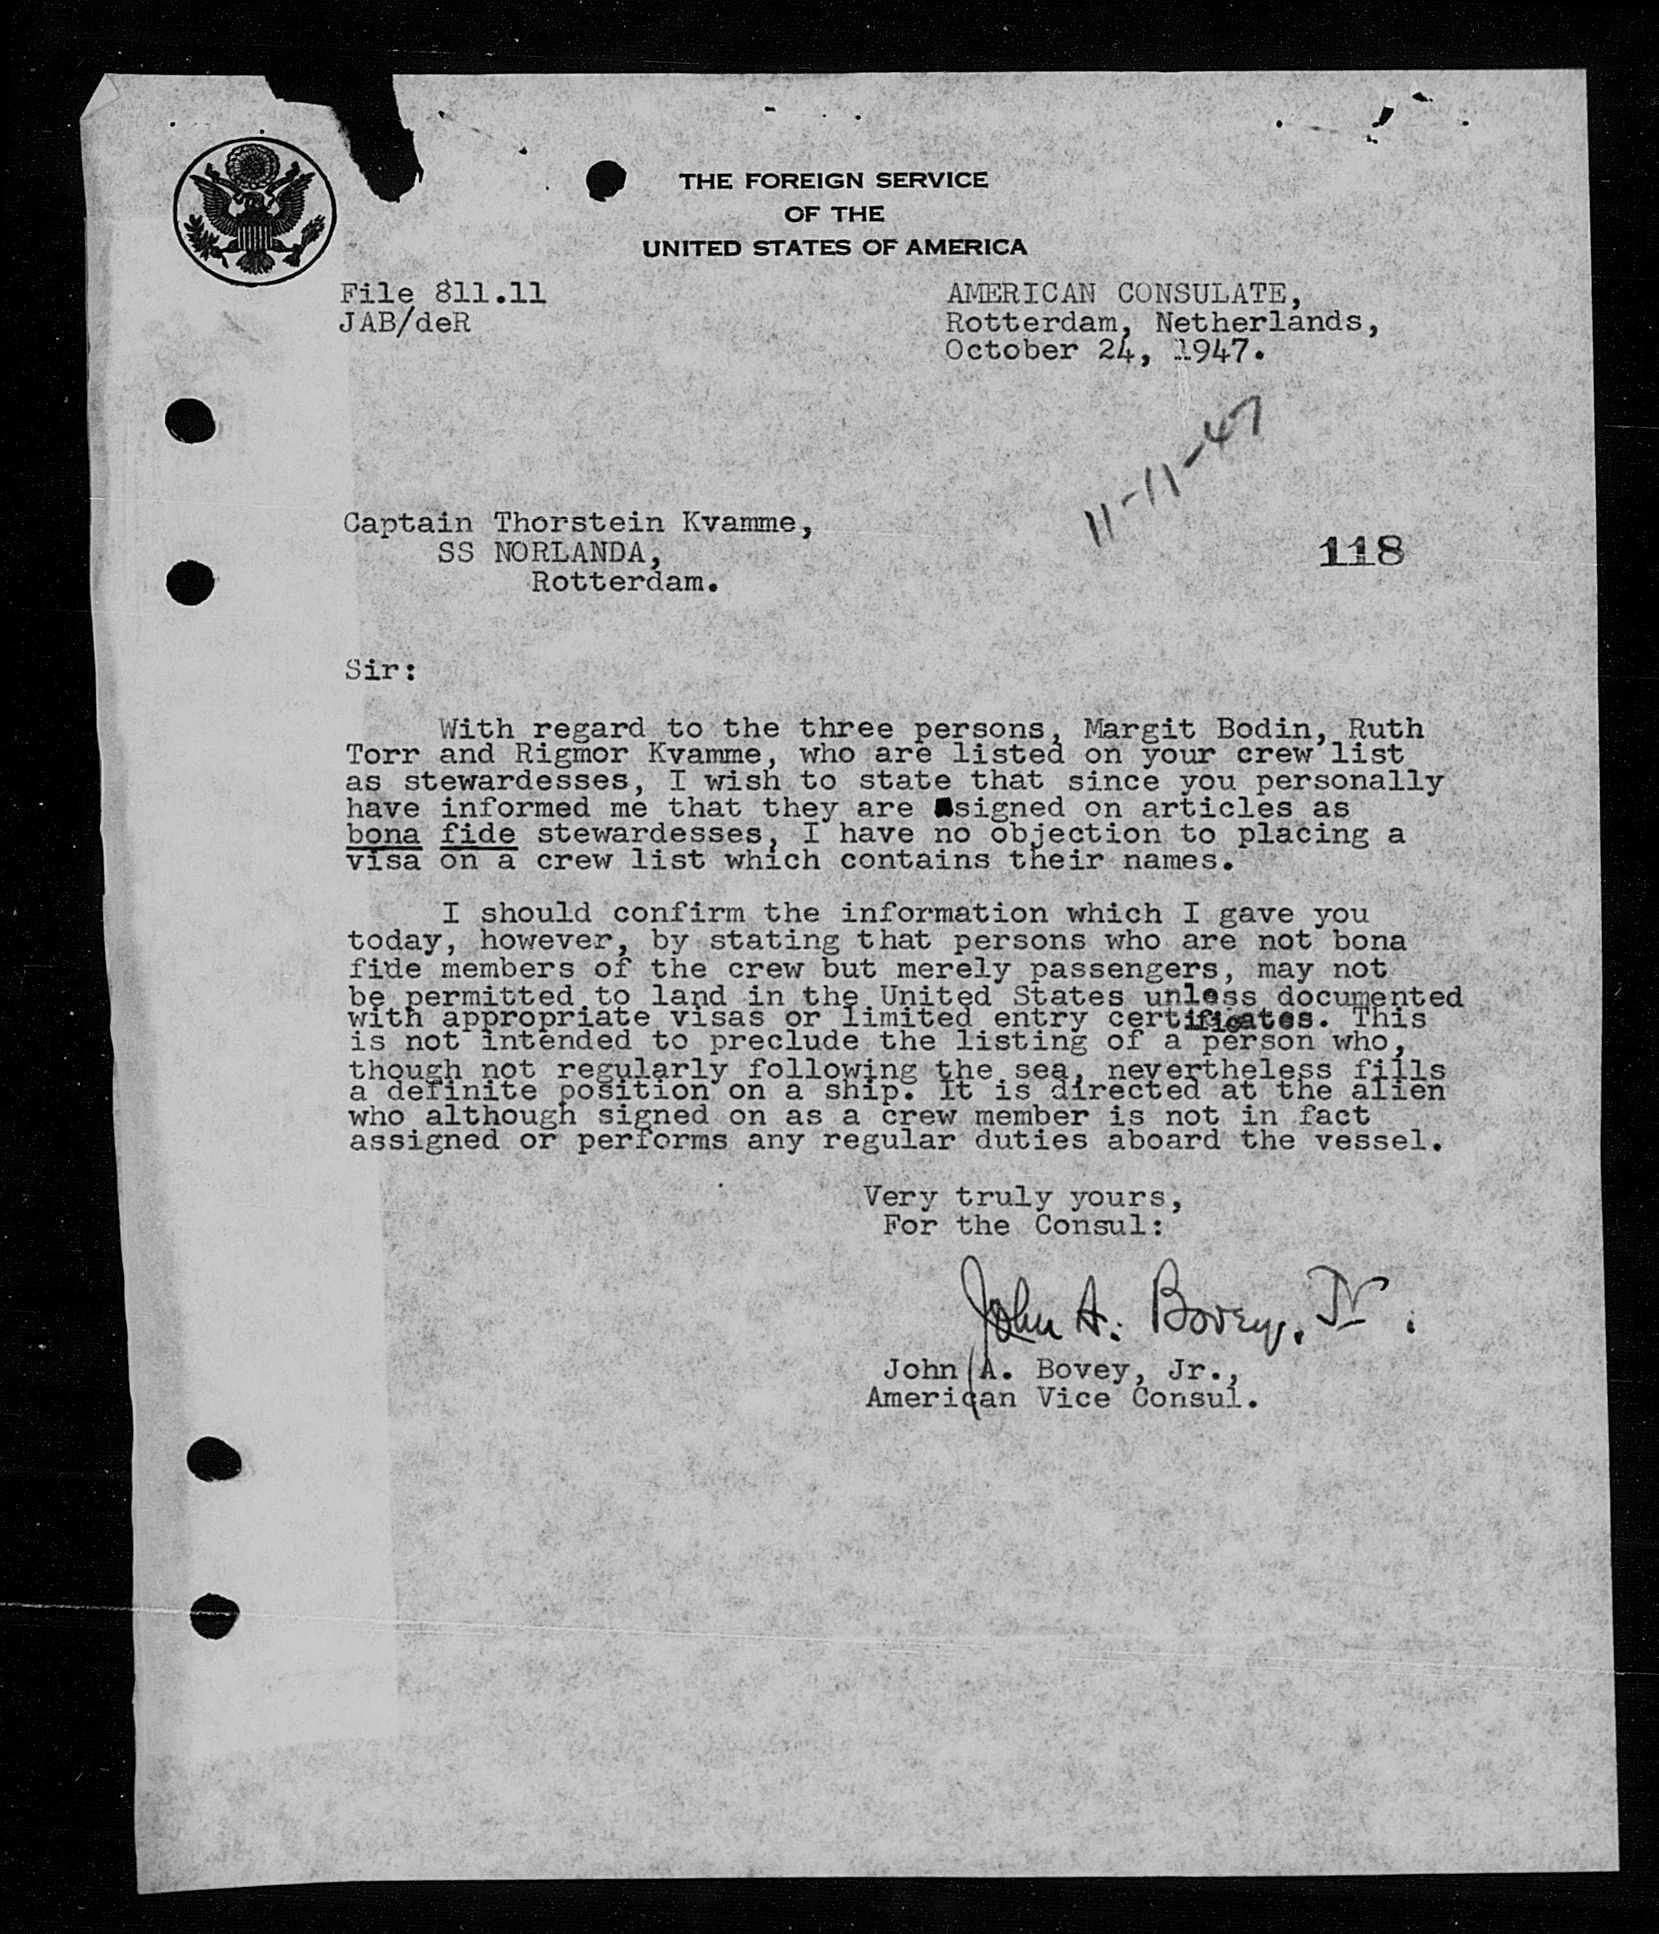 THE FOREIGN SERVICE
OF THE
UNITED STATES OF AMERICA
File 811.11
JAB/deR
AMERICAN CONSULATE,
Rotterdam, Netherlands,
October 24, 1947.
11-11-47
Captain Thorstein Kvamme,
SS NORLANDA,
Rotterdam.
118
Sir:
With regard to the three persons, Margit Bodin, Ruth
Torr and Rigmor Kvamme, who are listed on your crew list
as stewardesses, I wish to state that since you personally
have informed me that they are signed on articles as
bona fide stewardesses, I have no objection to placing a
visa on a crew list which contains their names.
I should confirm the information which I gave you
today, however, by stating that persons who are not bona
fide members of the crew but merely passengers, may not
be permitted to land in the United States unless documented
with appropriate visas or limited entry certificates. This
is not intended to preclude the listing of a person who,
though not regularly following the sea, nevertheless fills
a definite position on a ship. It is directed at the alien
who although signed on as a crew member is not in fact
assigned or performs any regular duties aboard the vessel.
Very truly yours,
For the Consul:
John A. Bovey, Jr.
John A. Bovey, Jr.,
American Vice Consul.